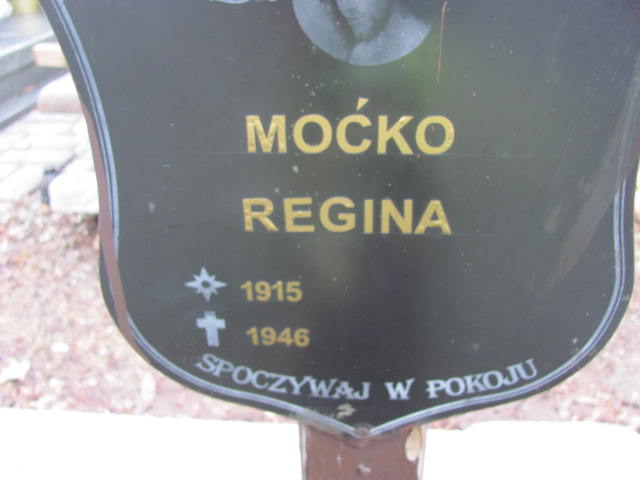 MOĆKO
REGINA
1915
1946
SPOCZYWAJ W POKOJU